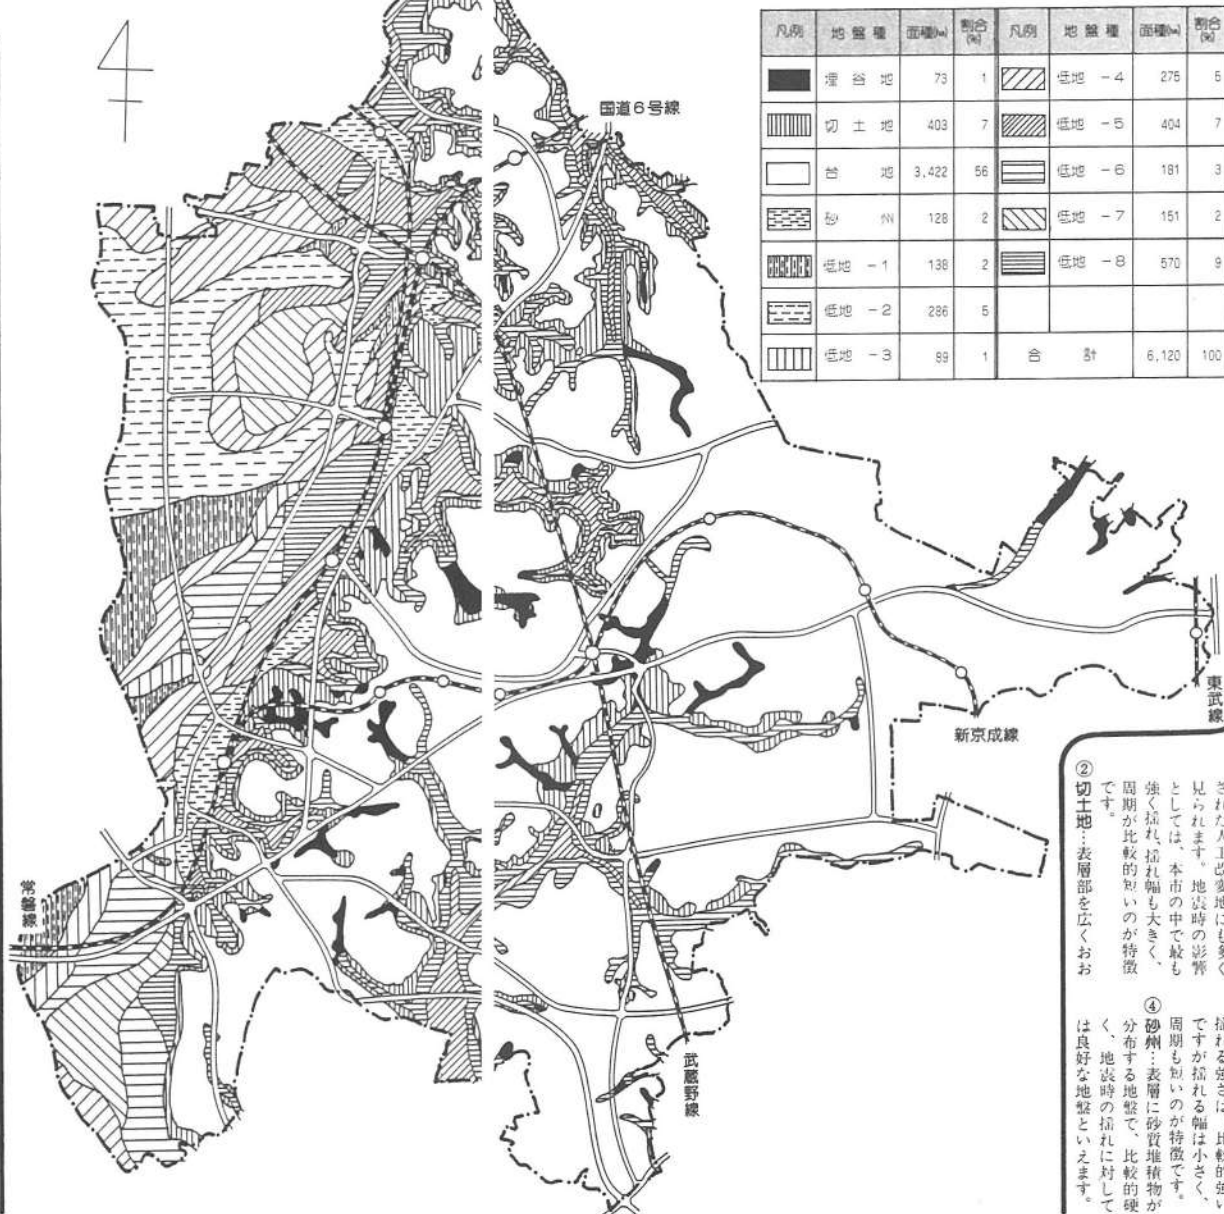 国道6号線
凡例 地盤種 面積(ha) 割合(%) 凡例 地盤種 面積(ha) 割合(%)
埋谷地 73 1 低地－4 275 5
切土地 403 7 低地－5 404 7
台地 3,422 56 低地－6 181 3
砂州 128 2 低地－7 151 2
低地－1 138 2 低地－8 570 9
低地－2 286 5
低地－3 89 1 合計 6,120 100
東武線
新京成線
常磐線
武蔵野線
された人工改変地にも多く
見られます。地震時の影響
としては、本市の中で最も
強く揺れ、揺れ幅も大きく、
周期が比較的短いのが特徴
です。
②切土地…表層部を広くおお
揺れる強さは、比較的強い
ですが揺れる幅は小さく、
周期も短いのが特徴です。
④砂州…表層に砂質堆積物が
分布する地盤で、比較的硬
く、地震時の揺れに対して
は良好な地盤といえます。